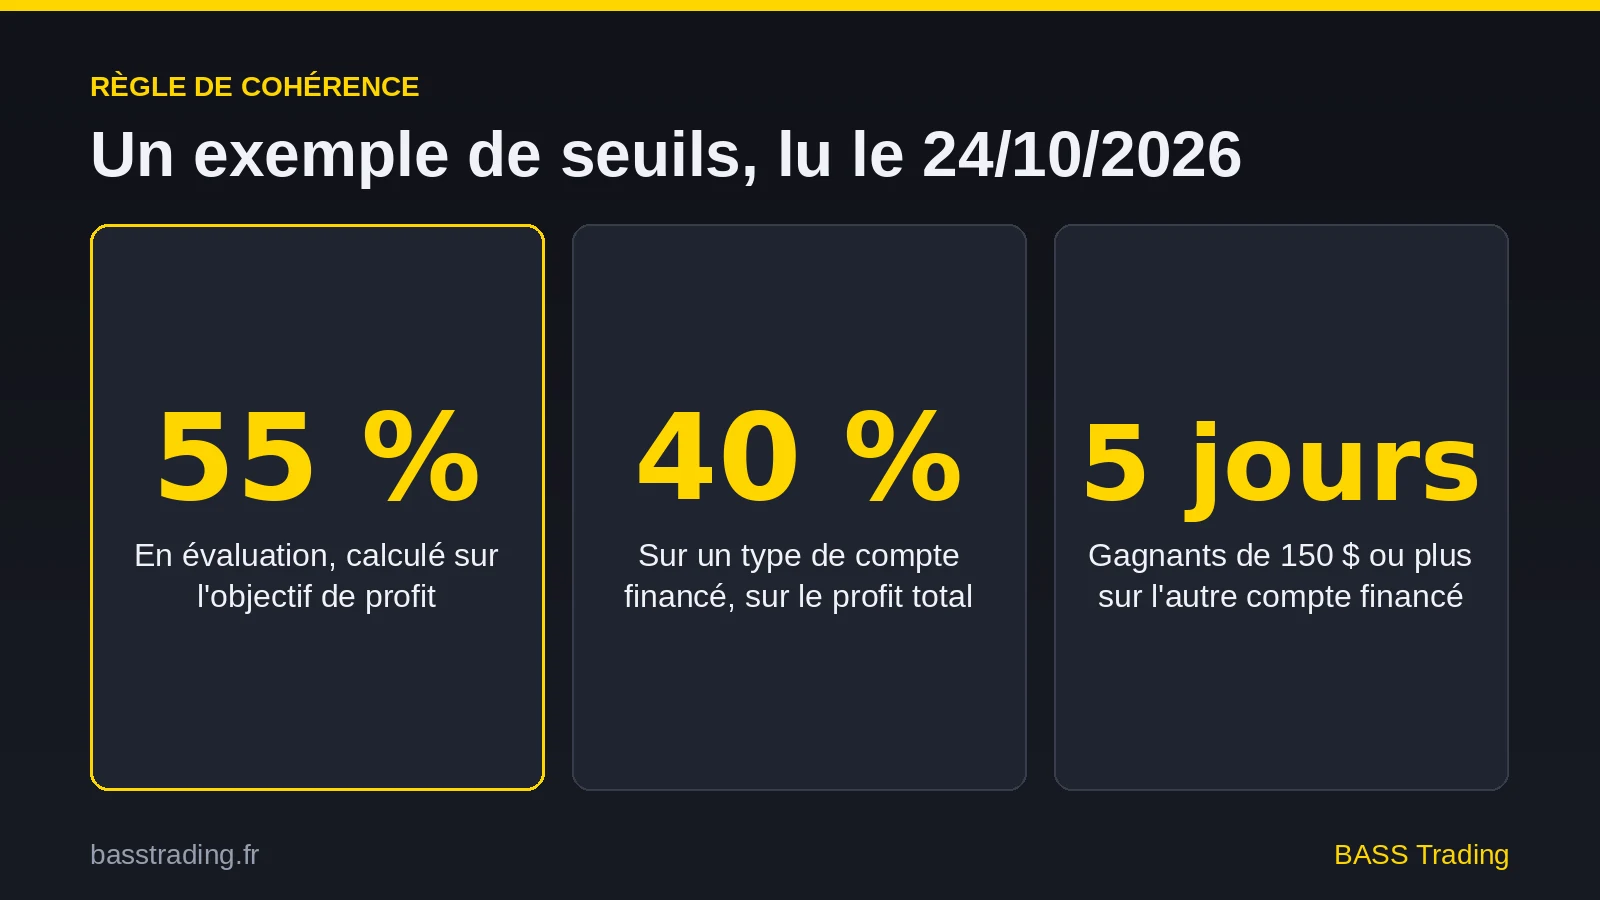 RÈGLE DE COHÉRENCE
Un exemple de seuils, lu le 24/10/2026
55 %
En évaluation, calculé sur
l'objectif de profit
40 %
Sur un type de compte
financé, sur le profit total
5 jours
Gagnants de 150 $ ou plus
sur l'autre compte financé
basstrading.fr
BASS Trading